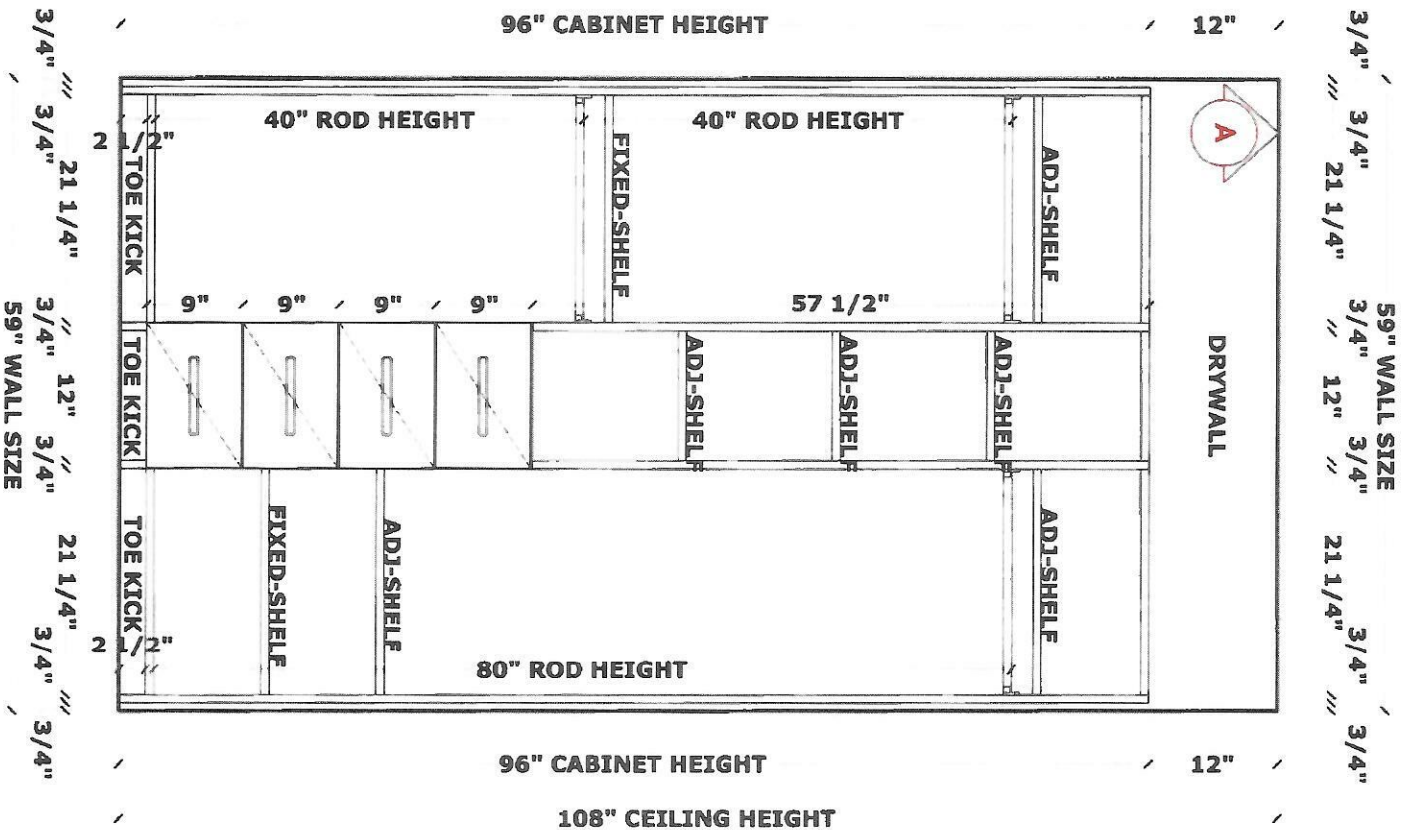 96" CABINET HEIGHT
12"
40" ROD HEIGHT
40" ROD HEIGHT
A
2 1/2"
TOE KICK
FIXED-SHELF
ADJ-SHELF
9"
9"
9"
9"
57 1/2"
TOE KICK
ADJ-SHELF
ADJ-SHELF
ADJ-SHELF
DRYWALL
TOE KICK
2 1/2"
FIXED-SHELF
ADJ-SHELF
ADJ-SHELF
80" ROD HEIGHT
96" CABINET HEIGHT
12"
108" CEILING HEIGHT
3/4"
3/4"
21 1/4"
3/4"
12"
3/4"
21 1/4"
3/4"
3/4"
59" WALL SIZE
3/4"
3/4"
21 1/4"
3/4"
12"
3/4"
21 1/4"
3/4"
3/4"
59" WALL SIZE